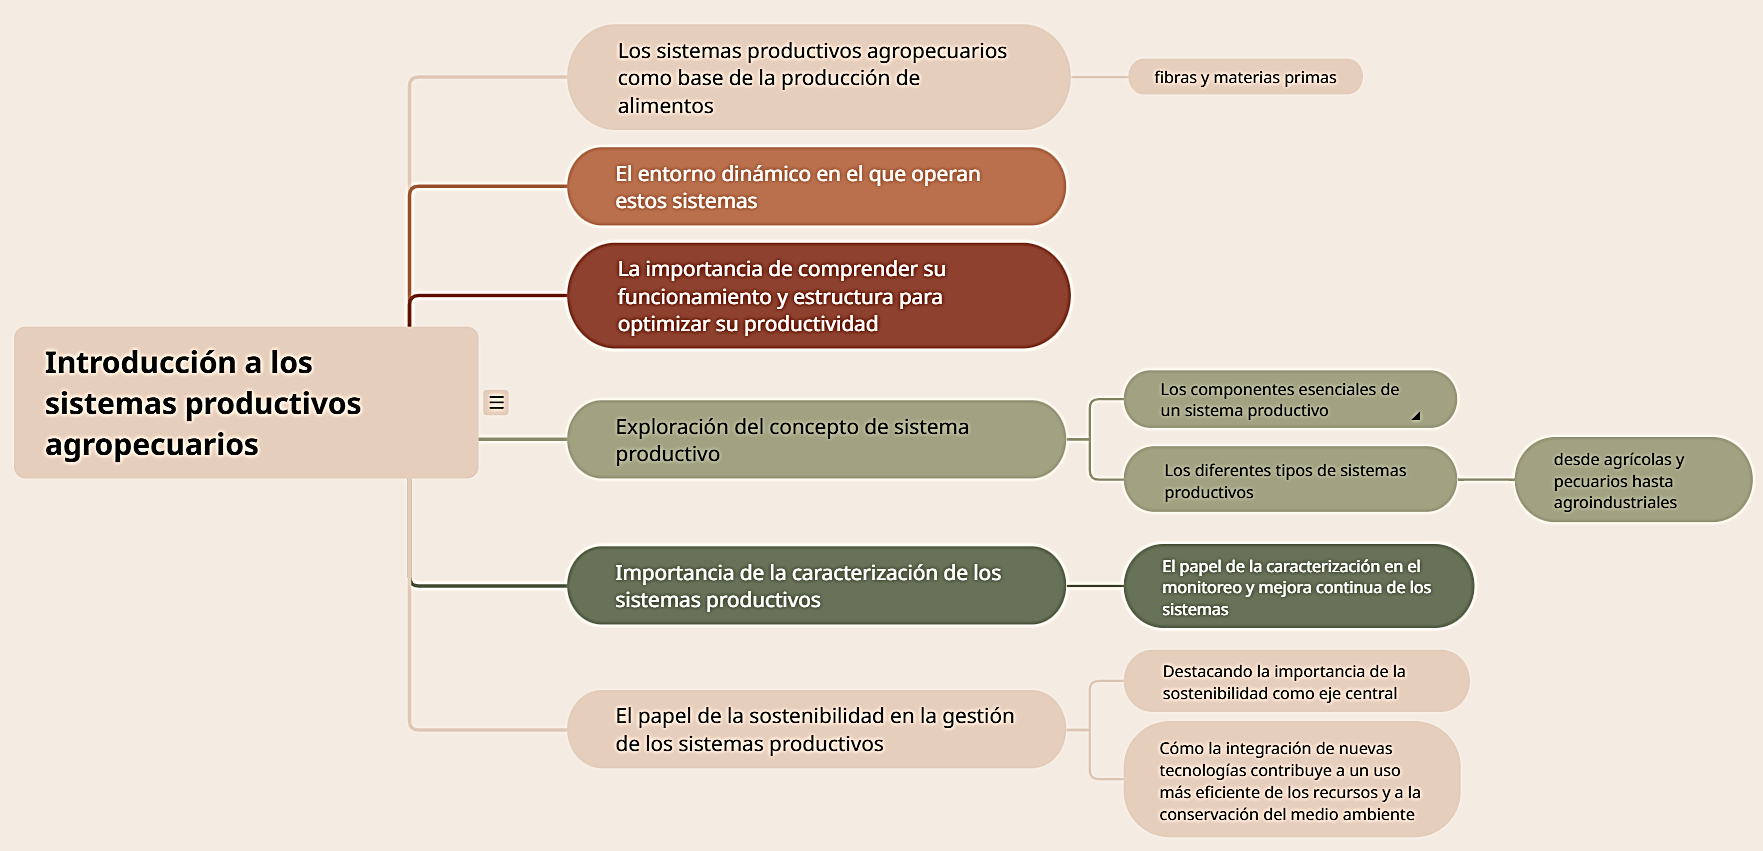 Introducción a los
sistemas productivos
agropecuarios
Los sistemas productivos agropecuarios
como base de la producción de
alimentos
fibras y materias primas
El entorno dinámico en el que operan
estos sistemas
La importancia de comprender su
funcionamiento y estructura para
optimizar su productividad
Exploración del concepto de sistema
productivo
Los componentes esenciales de
un sistema productivo
Los diferentes tipos de sistemas
productivos
desde agrícolas y
pecuarios hasta
agroindustriales
Importancia de la caracterización de los
sistemas productivos
El papel de la caracterización en el
monitoreo y mejora continua de los
sistemas
El papel de la sostenibilidad en la gestión
de los sistemas productivos
Destacando la importancia de la
sostenibilidad como eje central
Cómo la integración de nuevas
tecnologías contribuye a un uso
más eficiente de los recursos y a la
conservación del medio ambiente